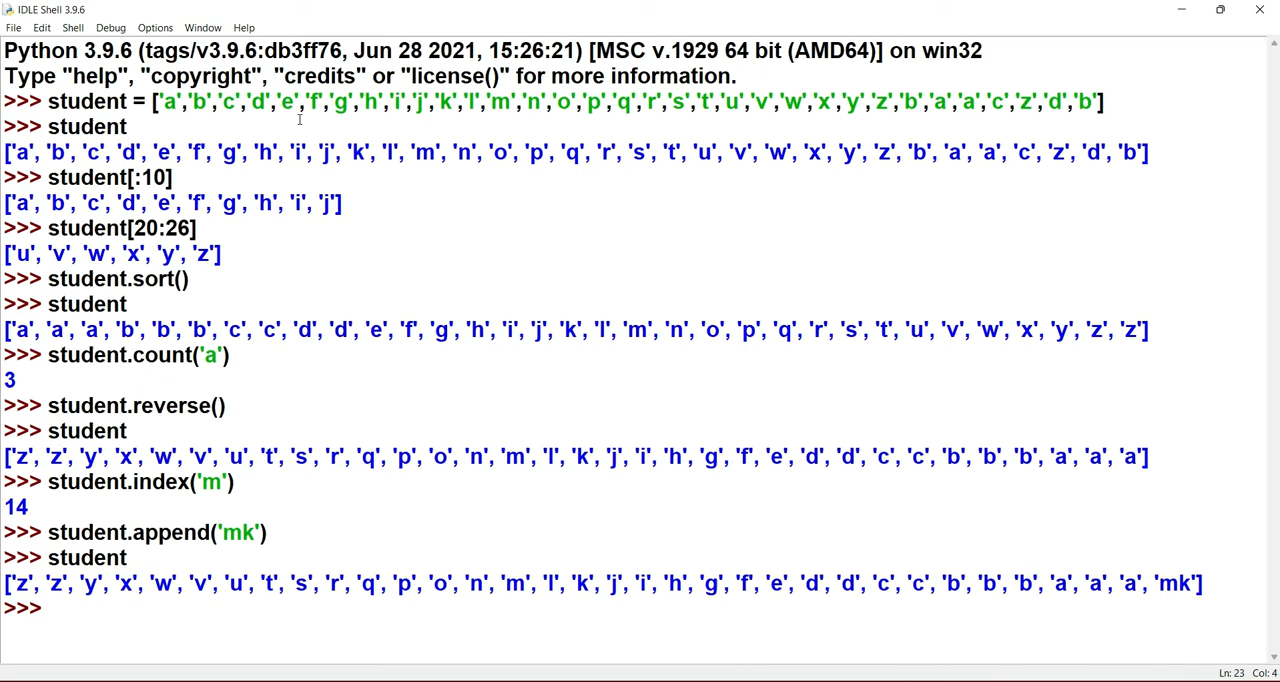 IDLE Shell 3.9.6
File Edit Shell Debug Options Window Help
Python 3.9.6 (tags/v3.9.6:db3ff76, Jun 28 2021, 15:26:21) [MSC v.1929 64 bit (AMD64)] on win32
Type "help", "copyright", "credits" or "license()" for more information.
>>> student = ['a','b','c','d','e','f','g','h','i','j','k','l','m','n','o','p','q','r','s','t','u','v','w','x','y','z','b','a','a','c','z','d','b']
>>> student
['a', 'b', 'c', 'd', 'e', 'f', 'g', 'h', 'i', 'j', 'k', 'l', 'm', 'n', 'o', 'p', 'q', 'r', 's', 't', 'u', 'v', 'w', 'x', 'y', 'z', 'b', 'a', 'a', 'c', 'z', 'd', 'b']
>>> student[:10]
['a', 'b', 'c', 'd', 'e', 'f', 'g', 'h', 'i', 'j']
>>> student[20:26]
['u', 'v', 'w', 'x', 'y', 'z']
>>> student.sort()
>>> student
['a', 'a', 'a', 'b', 'b', 'b', 'c', 'c', 'd', 'd', 'e', 'f', 'g', 'h', 'i', 'j', 'k', 'l', 'm', 'n', 'o', 'p', 'q', 'r', 's', 't', 'u', 'v', 'w', 'x', 'y', 'z', 'z']
>>> student.count('a')
3
>>> student.reverse()
>>> student
['z', 'z', 'y', 'x', 'w', 'v', 'u', 't', 's', 'r', 'q', 'p', 'o', 'n', 'm', 'l', 'k', 'j', 'i', 'h', 'g', 'f', 'e', 'd', 'd', 'c', 'c', 'b', 'b', 'b', 'a', 'a', 'a']
>>> student.index('m')
14
>>> student.append('mk')
>>> student
['z', 'z', 'y', 'x', 'w', 'v', 'u', 't', 's', 'r', 'q', 'p', 'o', 'n', 'm', 'l', 'k', 'j', 'i', 'h', 'g', 'f', 'e', 'd', 'd', 'c', 'c', 'b', 'b', 'b', 'a', 'a', 'a', 'mk']
>>>
Ln: 23 Col: 4